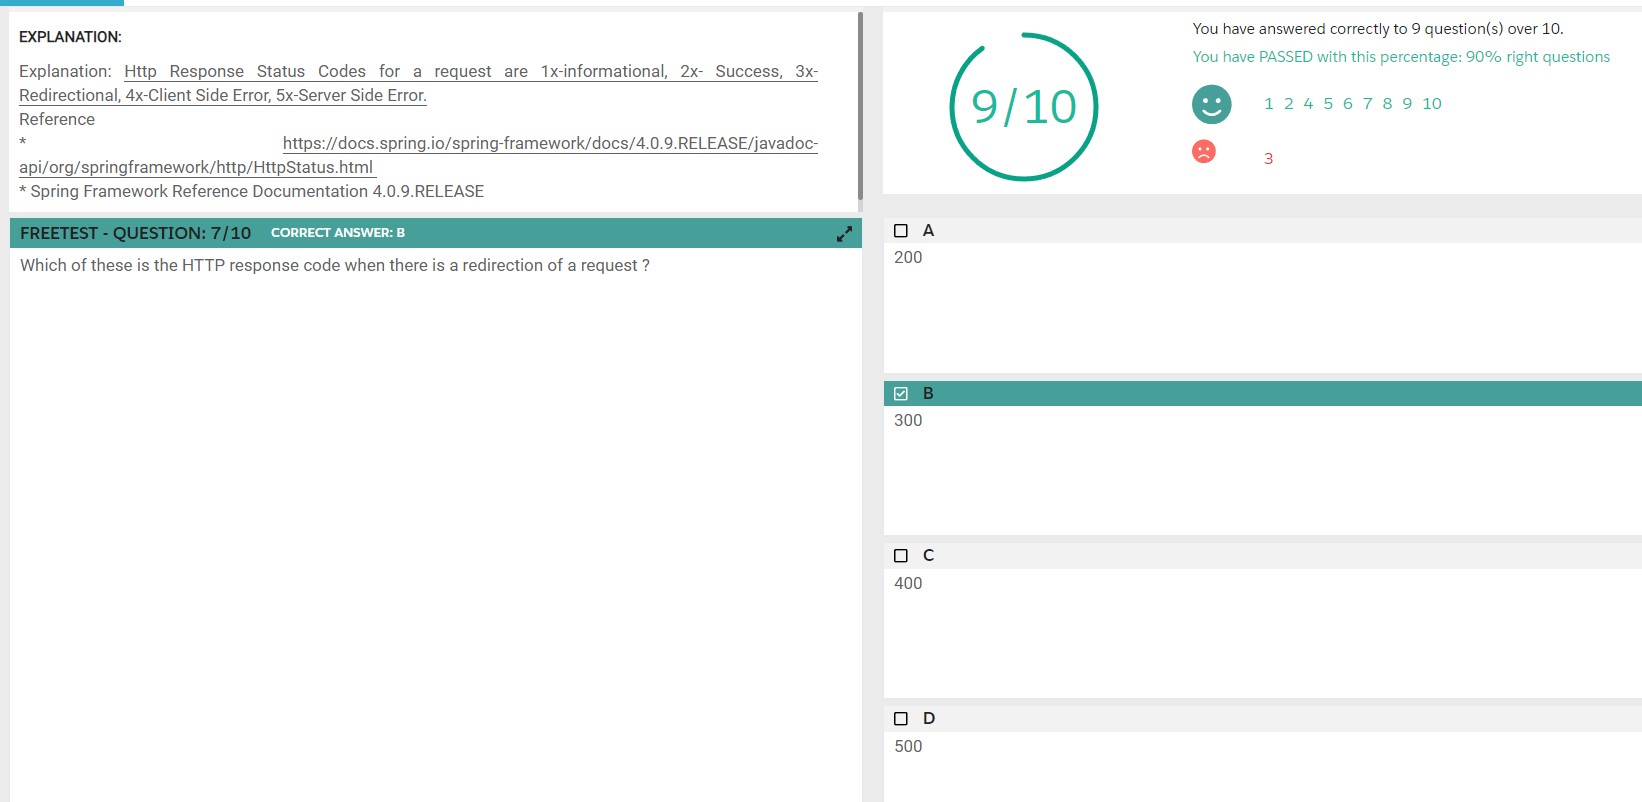 EXPLANATION:
Explanation: Http Response Status Codes for a request are 1x-informational, 2x- Success, 3x-
Redirectional, 4x-Client Side Error, 5x-Server Side Error.
Reference
* https://docs.spring.io/spring-framework/docs/4.0.9.RELEASE/javadoc-
api/org/springframework/http/HttpStatus.html
* Spring Framework Reference Documentation 4.0.9.RELEASE
FREETEST - QUESTION: 7/10 CORRECT ANSWER: B
Which of these is the HTTP response code when there is a redirection of a request ?
9/10
You have answered correctly to 9 question(s) over 10.
You have PASSED with this percentage: 90% right questions
1 2 4 5 6 7 8 9 10
3
A
200
B
300
C
400
D
500